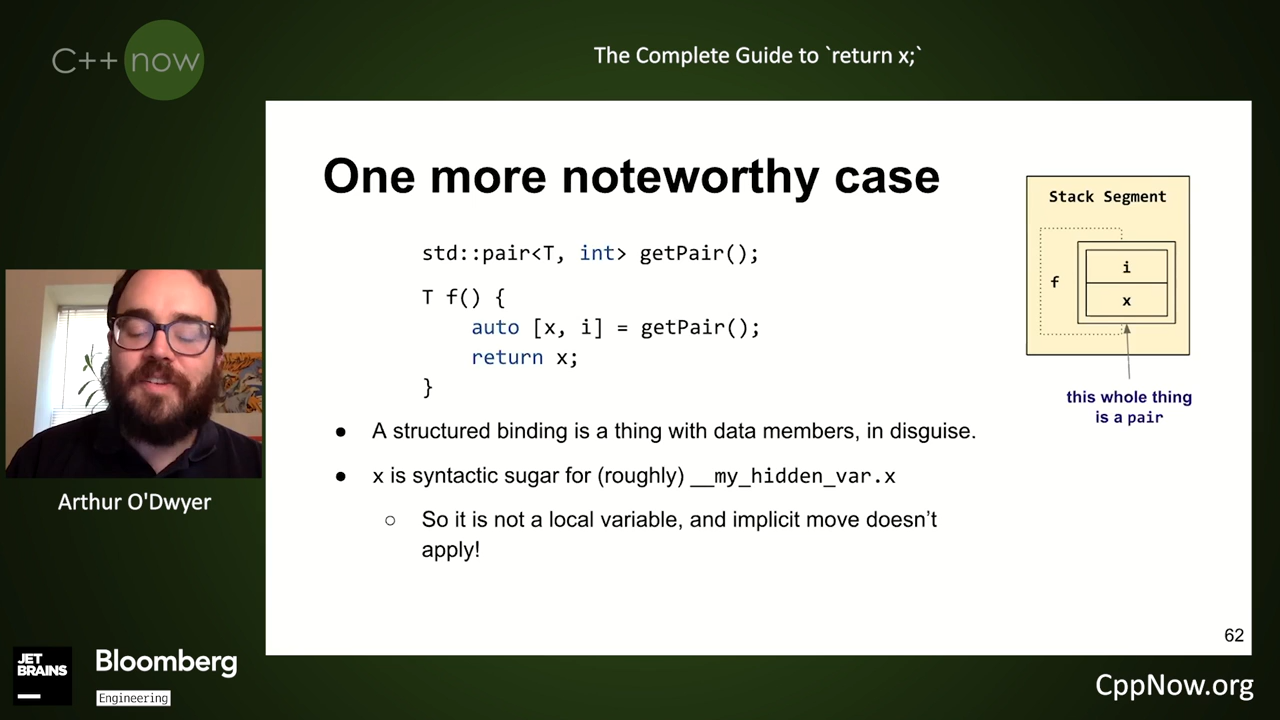 C++ now
The Complete Guide to `return x;`
One more noteworthy case
std::pair<T, int> getPair();
T f() {
    auto [x, i] = getPair();
    return x;
}
Stack Segment
f
i
x
this whole thing
is a pair
● A structured binding is a thing with data members, in disguise.
● x is syntactic sugar for (roughly) __my_hidden_var.x
○ So it is not a local variable, and implicit move doesn’t
apply!
62
Arthur O'Dwyer
JET
BRAINS
Bloomberg
Engineering
CppNow.org